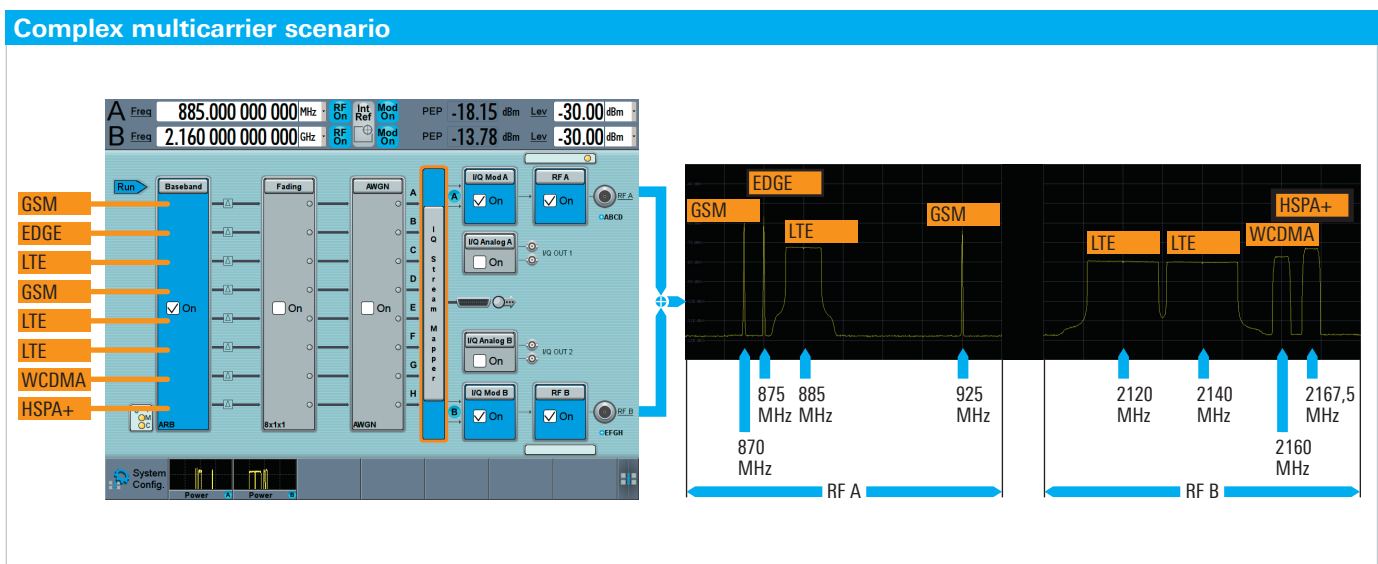 Complex multicarrier scenario
A Freq 885.000 000 000 MHz RF On Int Ref Mod On PEP -18.15 dBm Lev -30.00 dBm
B Freq 2.160 000 000 000 GHz RF On Mod On PEP -13.78 dBm Lev -30.00 dBm
Run
Baseband
Fading
AWGN
I/Q Mod A
RF A
On
On
RF A
ABCD
GSM
EDGE
LTE
GSM
LTE
LTE
WCDMA
HSPA+
On
On
On
ARB
8x1x1
AWGN
A
B
C
D
E
F
G
H
A
B
I Q Stream Mapper
I/Q Analog A
On
I/Q OUT 1
I/Q Analog B
On
I/Q OUT 2
I/Q Mod B
RF B
On
On
RF B
EFGH
System
Config.
Power A
Power B
GSM
EDGE
LTE
GSM
LTE
LTE
WCDMA
HSPA+
870
MHz
875
MHz
885
MHz
925
MHz
2120
MHz
2140
MHz
2160
MHz
2167,5
MHz
RF A
RF B